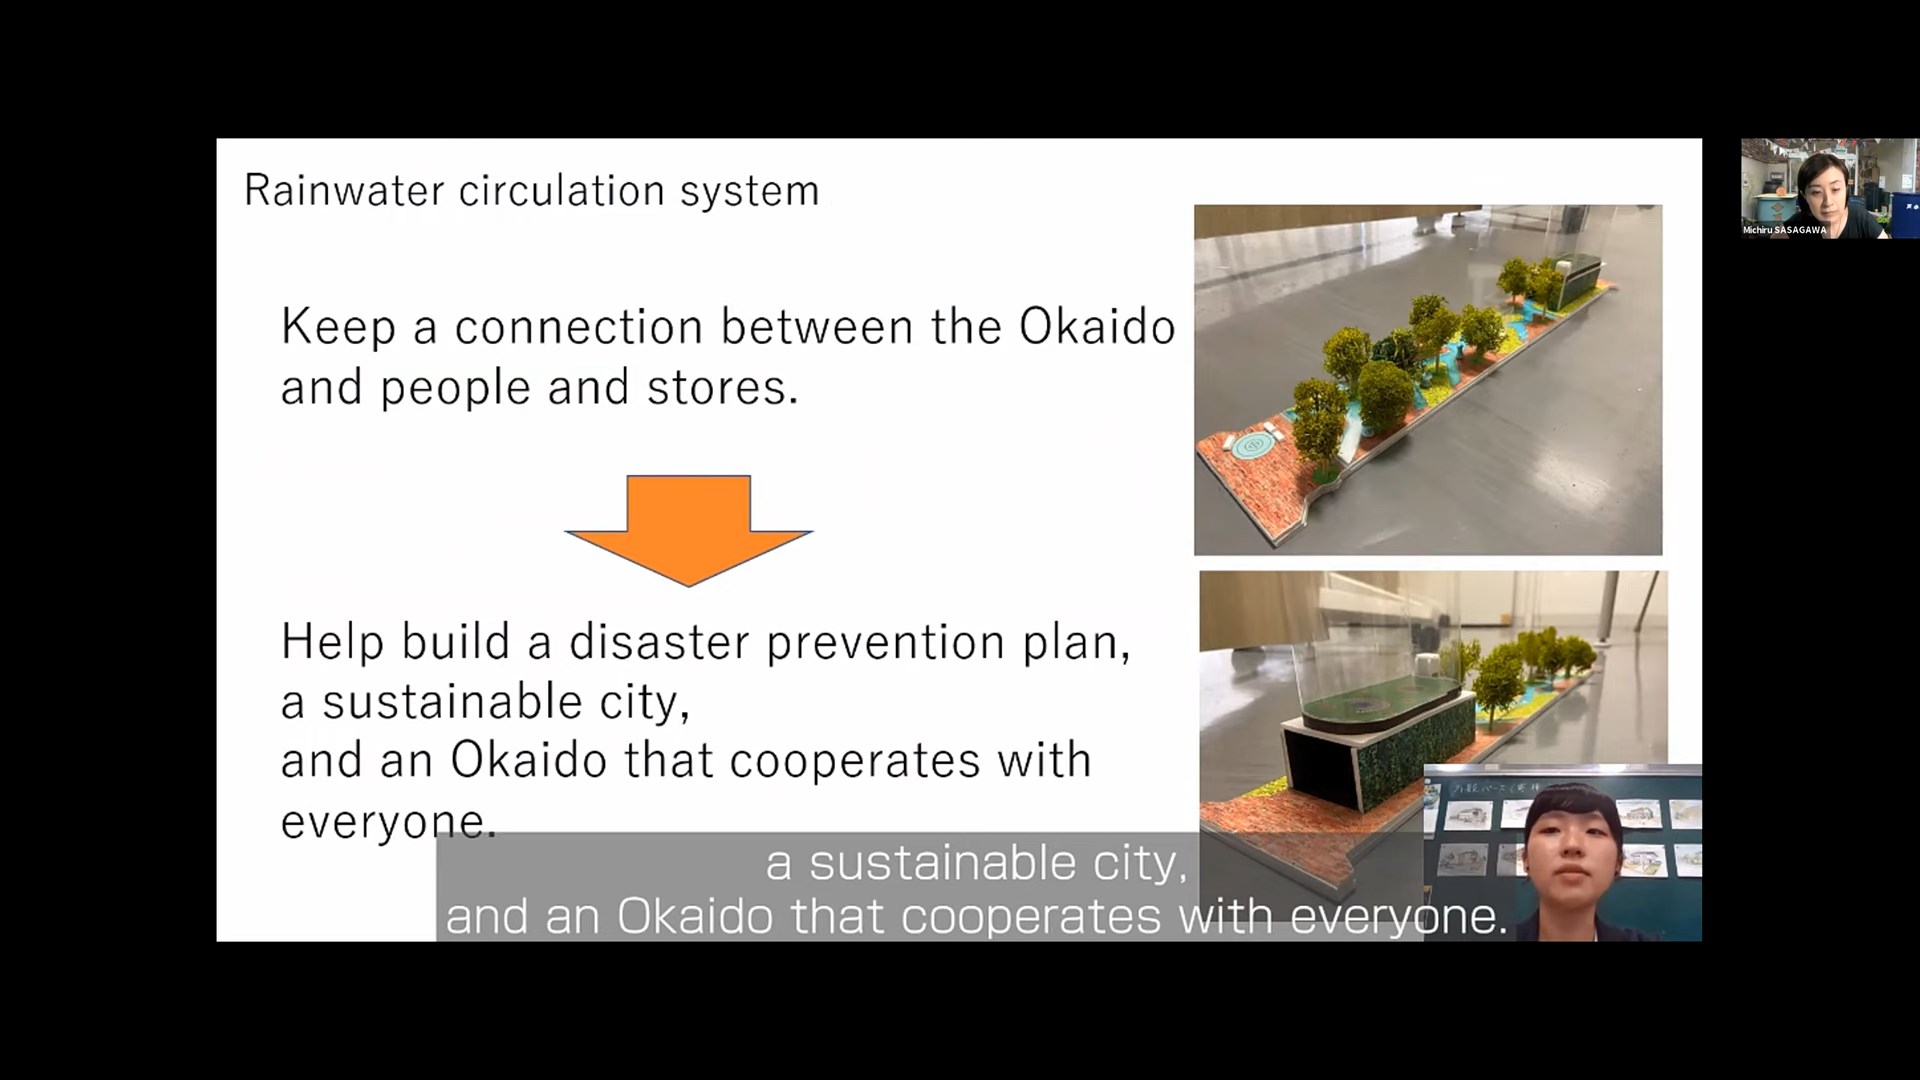 Rainwater circulation system
Keep a connection between the Okaido
and people and stores.
Help build a disaster prevention plan,
a sustainable city,
and an Okaido that cooperates with
everyone.
a sustainable city,
and an Okaido that cooperates with everyone.
Michiru SASAGAWA